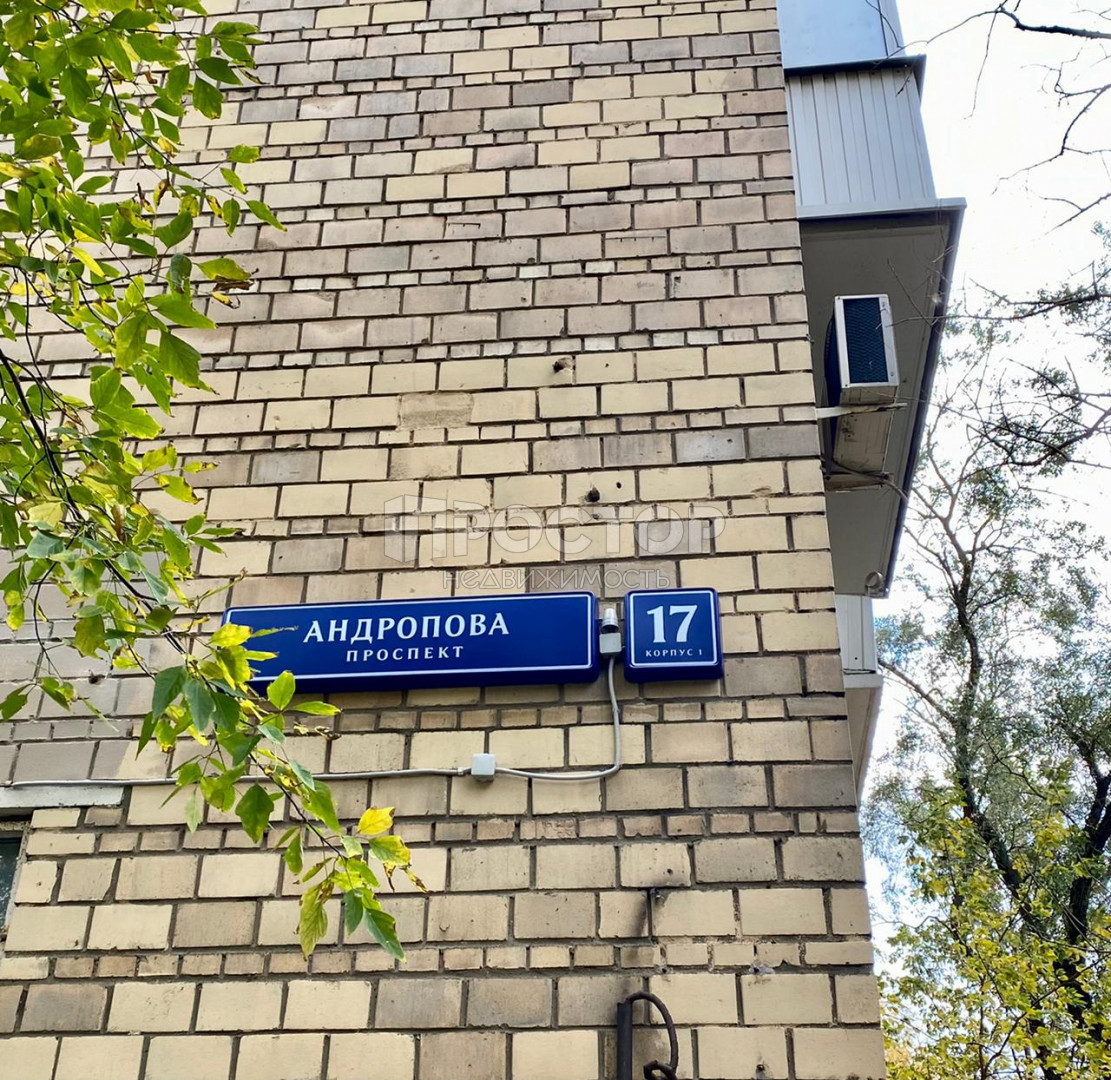 ПРОСТОР
НЕДВИЖИМОСТЬ
АНДРОПОВА
ПРОСПЕКТ
17
КОРПУС 1